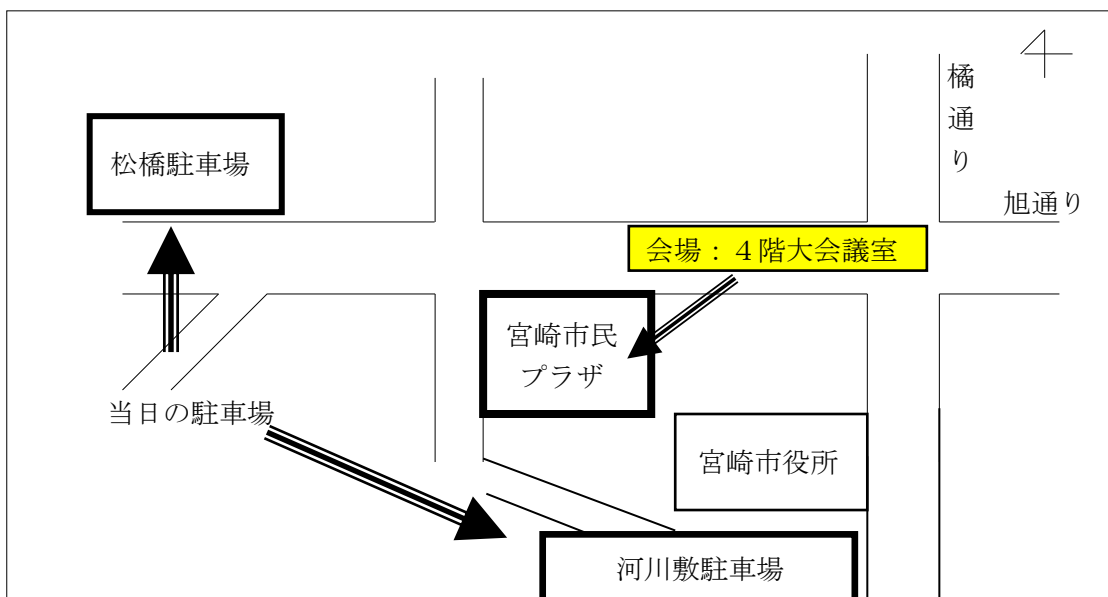 橘通り
旭通り
松橋駐車場
会場：４階大会議室
宮崎市民
プラザ
当日の駐車場
宮崎市役所
河川敷駐車場